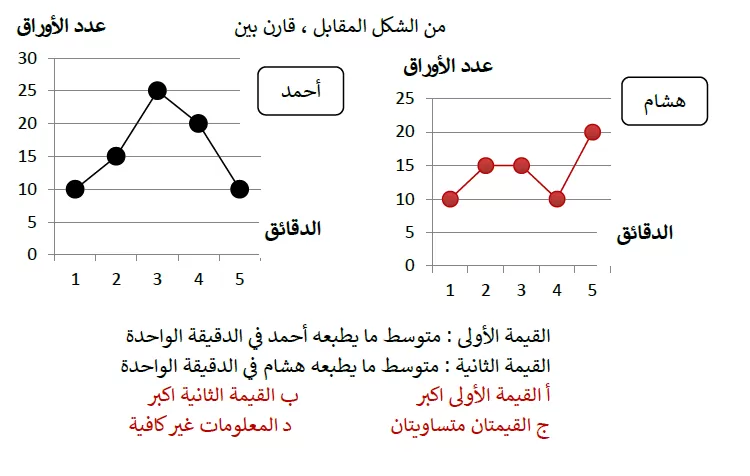 من الشكل المقابل ، قارن بين
عدد الأوراق
30
25
20
15
10
5
0
1 2 3 4 5
الدقائق
أحمد
عدد الأوراق
25
20
15
10
5
0
1 2 3 4 5
الدقائق
هشام
القيمة الأولى : متوسط ما يطبعه أحمد في الدقيقة الواحدة
القيمة الثانية : متوسط ما يطبعه هشام في الدقيقة الواحدة
أ القيمة الأولى اكبر ب القيمة الثانية اكبر
ج القيمتان متساويتان د المعلومات غير كافية